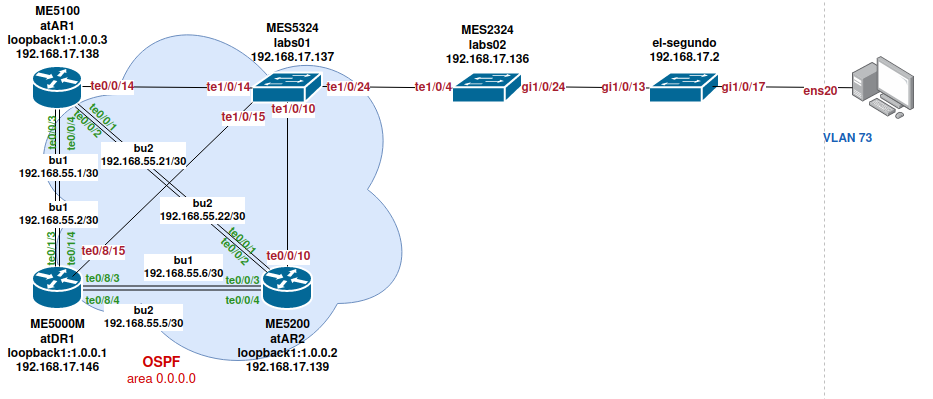 ME5100
atAR1
loopback1:1.0.0.3
192.168.17.138
MES5324
labs01
192.168.17.137
MES2324
labs02
192.168.17.136
el-segundo
192.168.17.2
te0/0/14
te1/0/14
te1/0/24
te1/0/4
gi1/0/24
gi1/0/13
gi1/0/17
ens20
te1/0/15
te1/0/10
VLAN 73
te0/0/3
te0/0/4
te0/0/1
te0/0/2
bu1
192.168.55.1/30
bu2
192.168.55.21/30
bu1
192.168.55.2/30
bu2
192.168.55.22/30
te0/1/3
te0/1/4
te0/8/15
te0/0/1
te0/0/2
te0/0/10
bu1
192.168.55.6/30
te0/8/3
te0/0/3
te0/8/4
te0/0/4
bu2
192.168.55.5/30
ME5000M
atDR1
loopback1:1.0.0.1
192.168.17.146
ME5200
atAR2
loopback1:1.0.0.2
192.168.17.139
OSPF
area 0.0.0.0